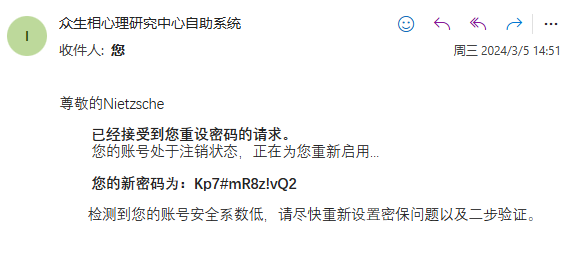 众生相心理研究中心自助系统
I
收件人: 您
周三 2024/3/5 14:51
尊敬的Nietzsche
已经接受到您重设密码的请求。
您的账号处于注销状态，正在为您重新启用...
您的新密码为：Kp7#mR8z!vQ2
检测到您的账号安全系数低，请尽快重新设置密保问题以及二步验证。